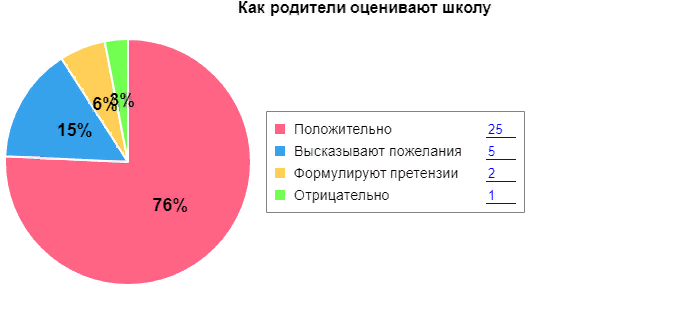 Как родители оценивают школу
76%
15%
6%
3%
Положительно 25
Высказывают пожелания 5
Формулируют претензии 2
Отрицательно 1